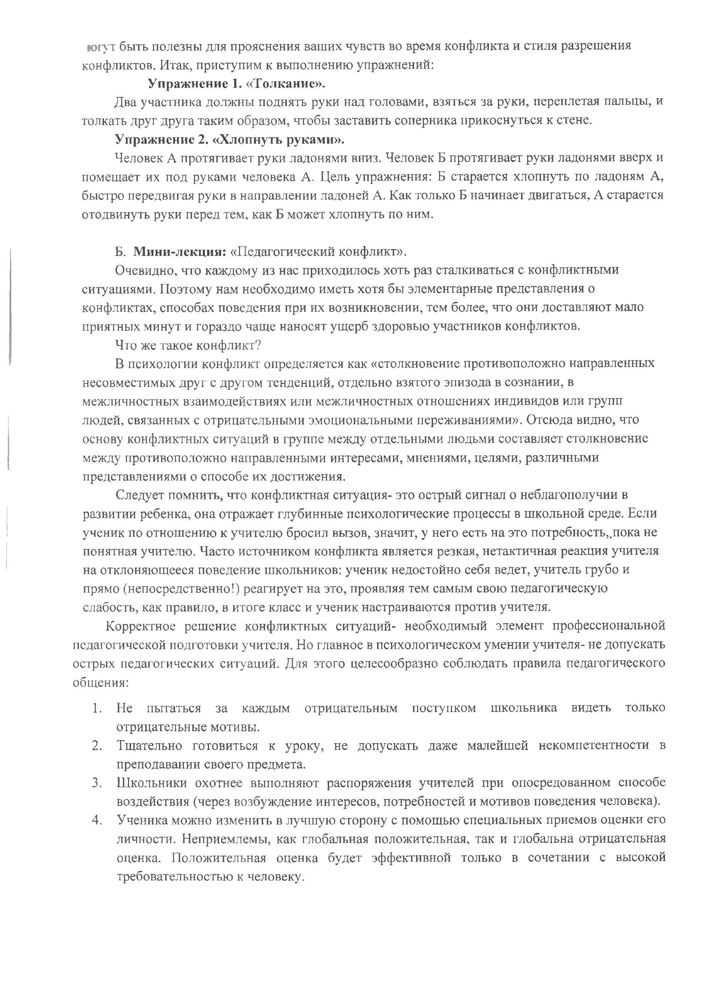 югут быть полезны для прояснения ваших чувств во время конфликта и стиля разрешения
конфликтов. Итак, приступим к выполнению упражнений:
Упражнение 1. «Толкание».
Два участника должны поднять руки над головами, взяться за руки, переплетая пальцы, и
толкать друг друга таким образом, чтобы заставить соперника прикоснуться к стене.
Упражнение 2. «Хлопнуть руками».
Человек А протягивает руки ладонями вниз. Человек Б протягивает руки ладонями вверх и
помещает их под руками человека А. Цель упражнения: Б старается хлопнуть по ладоням А,
быстро передвигая руки в направлении ладоней А. Как только Б начинает двигаться, А старается
отодвинуть руки перед тем, как Б может хлопнуть по ним.
Б. Мини-лекция: «Педагогический конфликт».
Очевидно, что каждому из нас приходилось хоть раз сталкиваться с конфликтными
ситуациями. Поэтому нам необходимо иметь хотя бы элементарные представления о
конфликтах, способах поведения при их возникновении, тем более, что они доставляют мало
приятных минут и гораздо чаще наносят ущерб здоровью участников конфликтов.
Что же такое конфликт?
В психологии конфликт определяется как «столкновение противоположно направленных
несовместимых друг с другом тенденций, отдельно взятого эпизода в сознании, в
межличностных взаимодействиях или межличностных отношениях индивидов или групп
людей, связанных с отрицательными эмоциональными переживаниями». Отсюда видно, что
основу конфликтных ситуаций в группе между отдельными людьми составляет столкновение
между противоположно направленными интересами, мнениями, целями, различными
представлениями о способе их достижения.
Следует помнить, что конфликтная ситуация- это острый сигнал о неблагополучии в
развитии ребенка, она отражает глубинные психологические процессы в школьной среде. Если
ученик по отношению к учителю бросил вызов, значит, у него есть на это потребность,.пока не
понятная учителю. Часто источником конфликта является резкая, нетактичная реакция учителя
на отклоняющееся поведение школьников: ученик недостойно себя ведет, учитель грубо и
прямо (непосредственно!) реагирует на это, проявляя тем самым свою педагогическую
слабость, как правило, в итоге класс и ученик настраиваются против учителя.
Корректное решение конфликтных ситуаций- необходимый элемент профессиональной
педагогической подготовки учителя. Но главное в психологическом умении учителя- не допускать
острых педагогических ситуаций. Для этого целесообразно соблюдать правила педагогического
общения:
1. Не пытаться за каждым отрицательным поступком школьника видеть только
отрицательные мотивы.
2. Тщательно готовиться к уроку, не допускать даже малейшей некомпетентности в
преподавании своего предмета.
3. Школьники охотнее выполняют распоряжения учителей при опосредованном способе
воздействия (через возбуждение интересов, потребностей и мотивов поведения человека).
4. Ученика можно изменить в лучшую сторону с помощью специальных приемов оценки его
личности. Неприемлемы, как глобальная положительная, так и глобальна отрицательная
оценка. Положительная оценка будет эффективной только в сочетании с высокой
требовательностью к человеку.